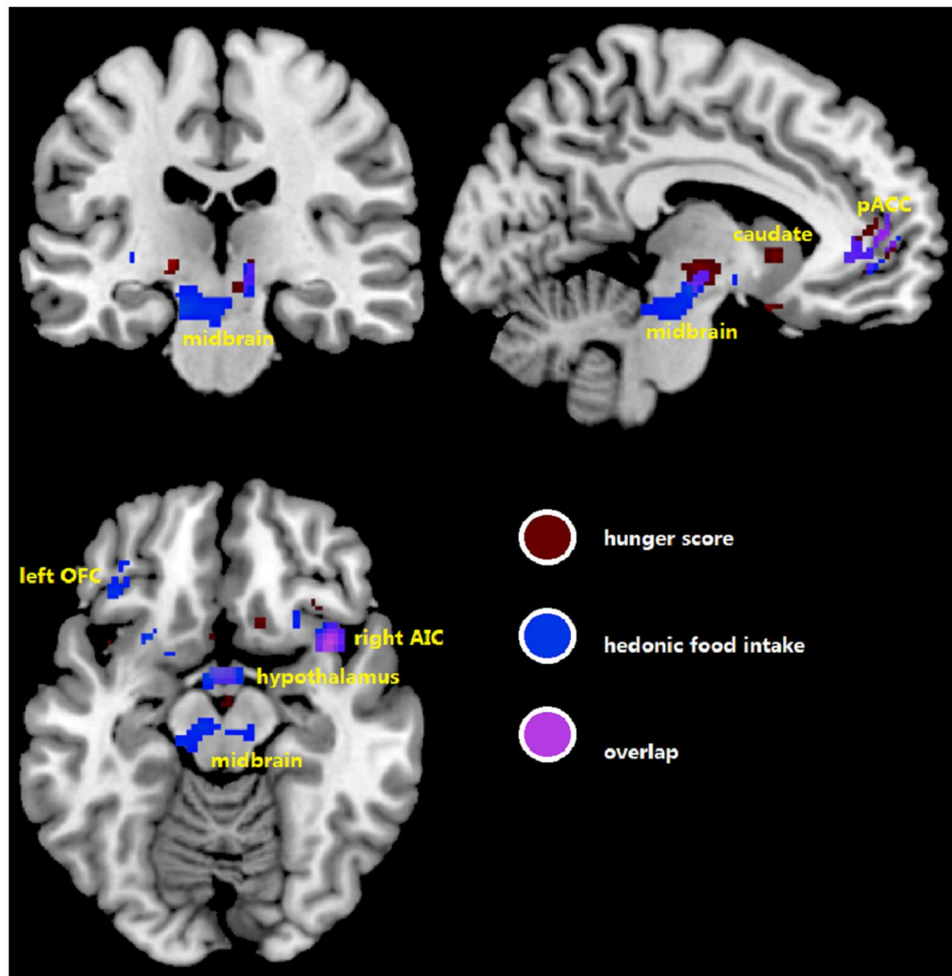 pACC
caudate
midbrain
midbrain
left OFC
hunger score
right AIC
hedonic food intake
hypothalamus
midbrain
overlap